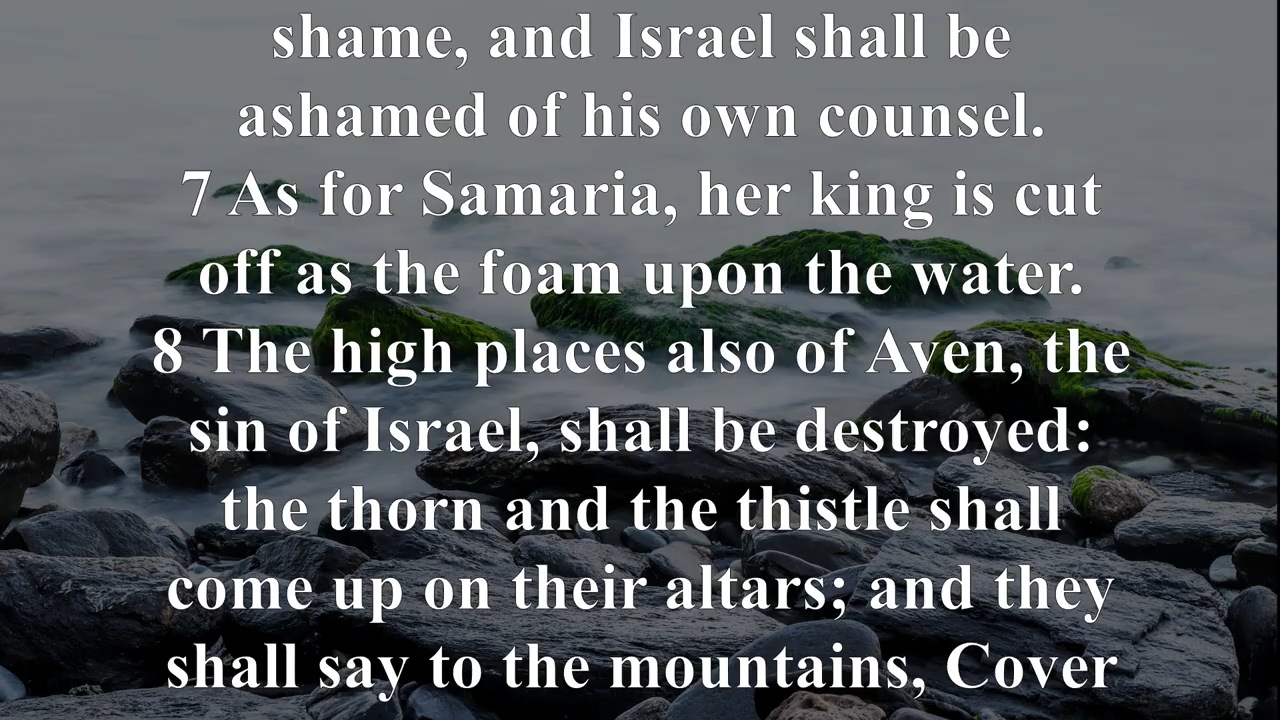 shame, and Israel shall be
ashamed of his own counsel.
7 As for Samaria, her king is cut
off as the foam upon the water.
8 The high places also of Aven, the
sin of Israel, shall be destroyed:
the thorn and the thistle shall
come up on their altars; and they
shall say to the mountains, Cover